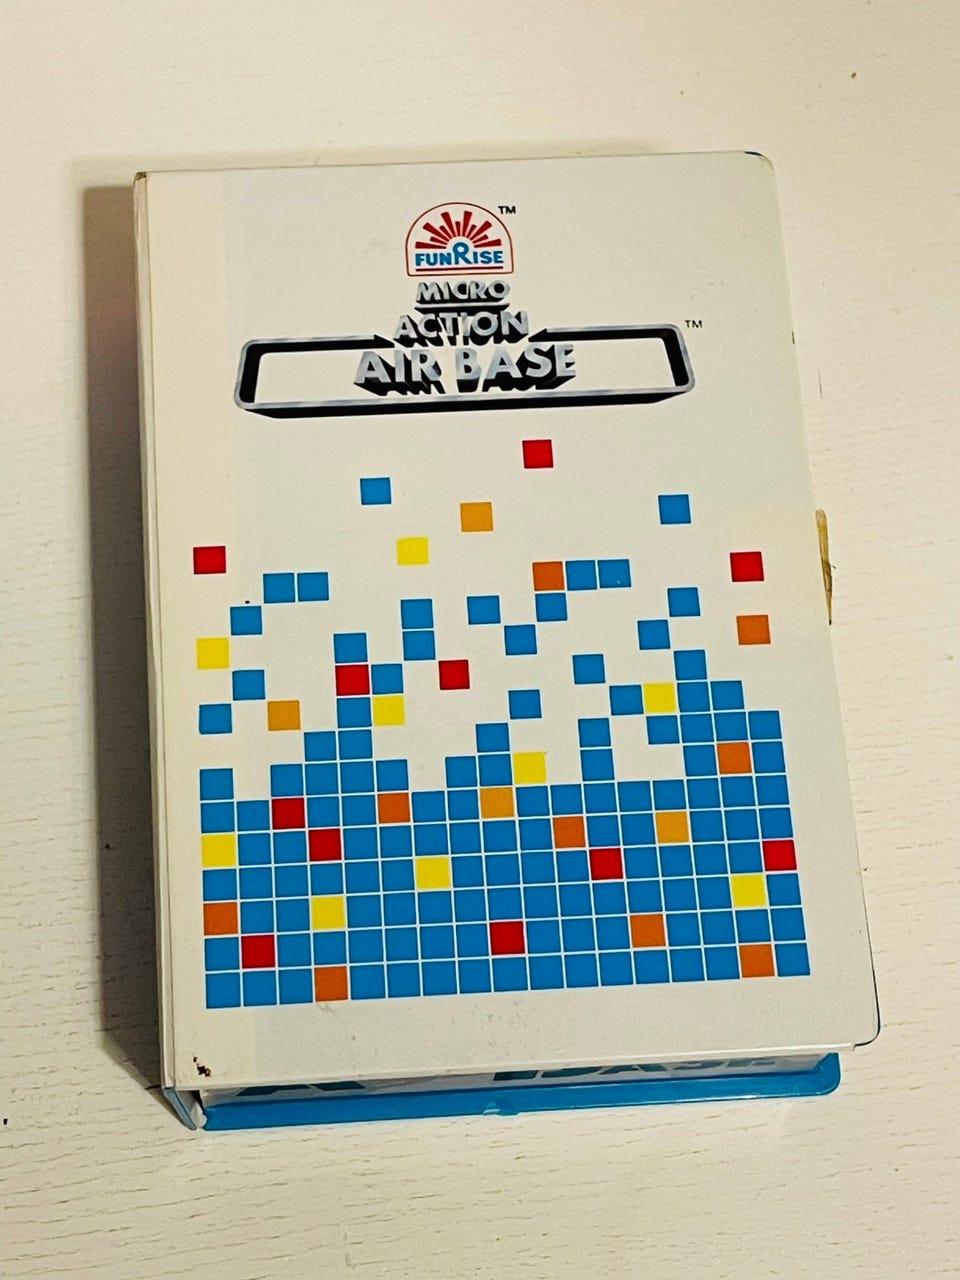 FUNRISE ™
MICRO
ACTION
AIR BASE ™